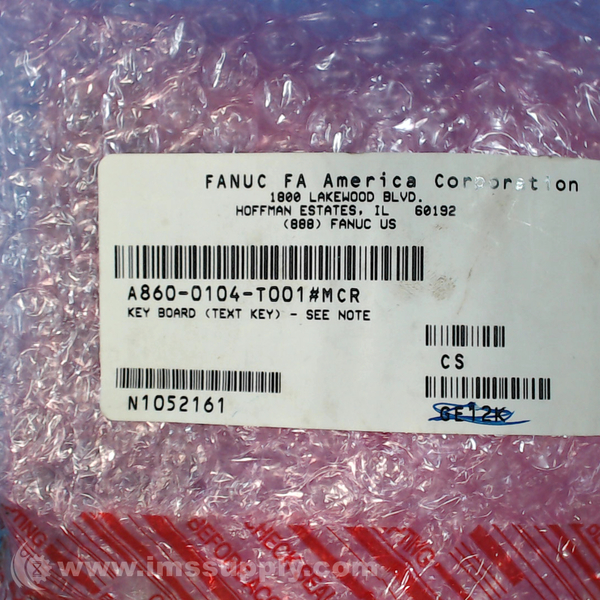 FANUC FA America Corporation
1800 LAKEWOOD BLVD.
HOFFMAN ESTATES, IL 60192
(888) FANUC US
A860-0104-T001#MCR
KEY BOARD (TEXT KEY) - SEE NOTE
CS
N1052161
GE12K
www.imssupply.com